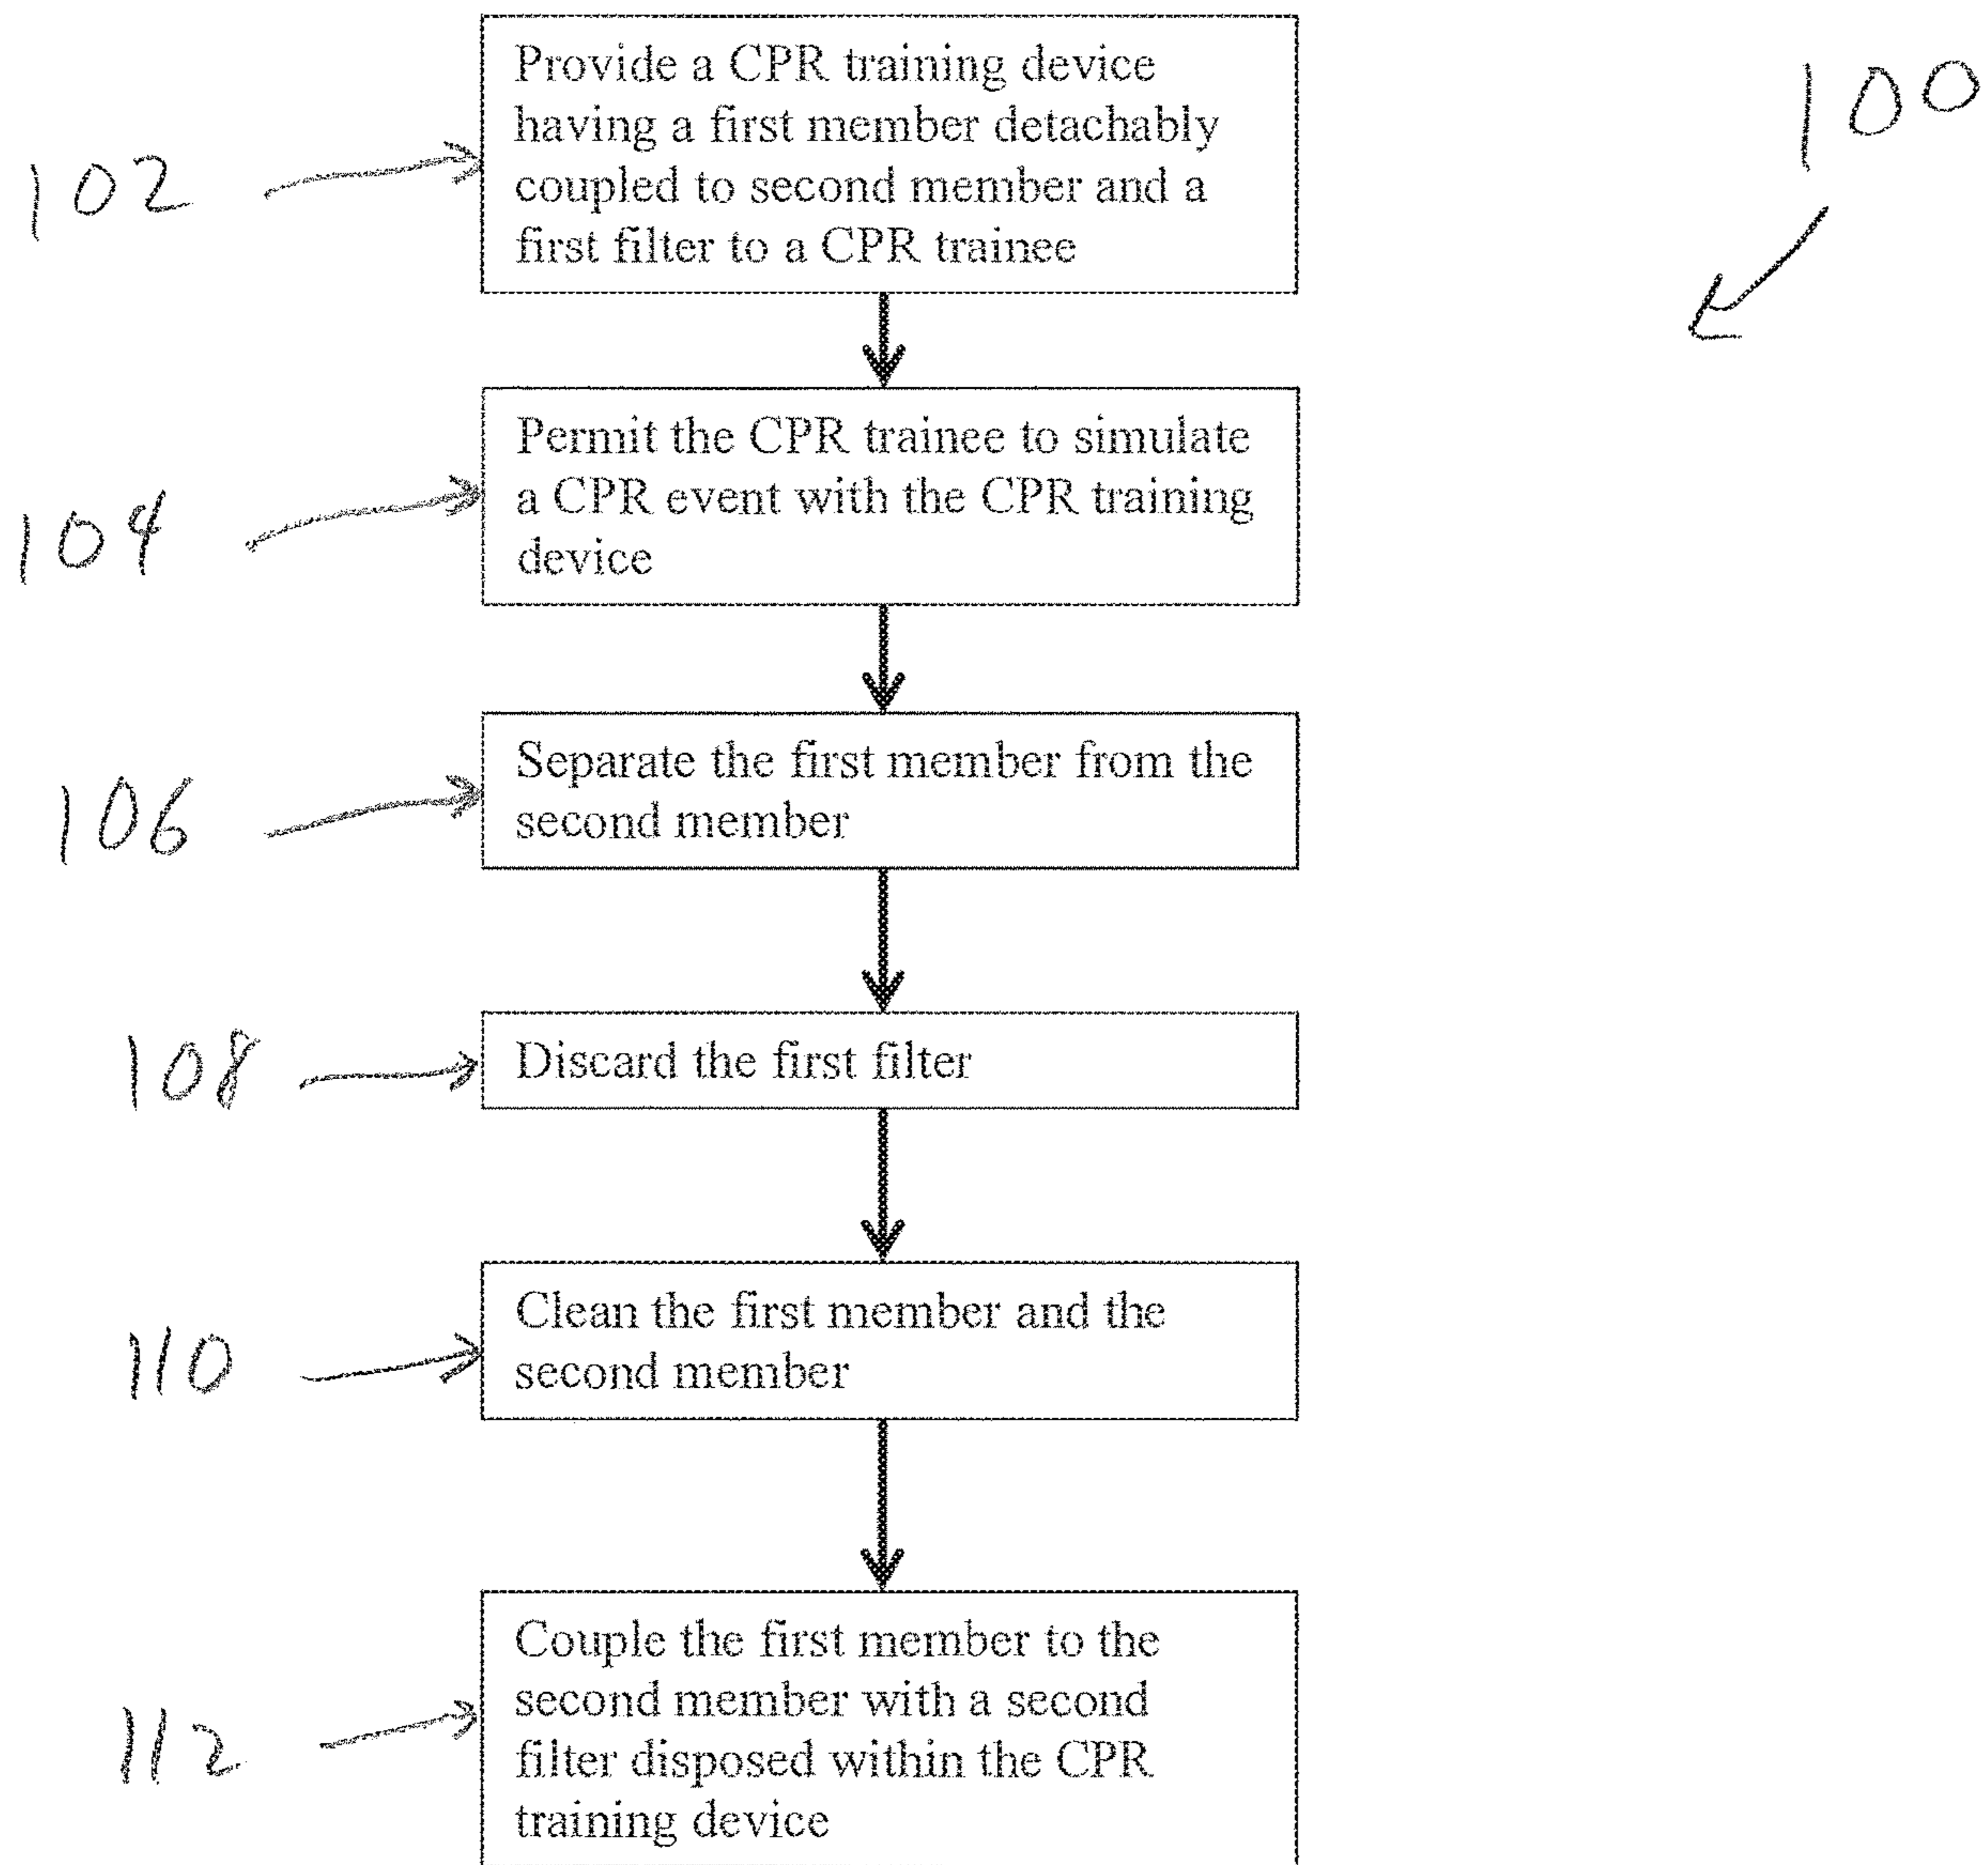 100
102
Provide a CPR training device
having a first member detachably
coupled to second member and a
first filter to a CPR trainee
104
Permit the CPR trainee to simulate
a CPR event with the CPR training
device
106
Separate the first member from the
second member
108
Discard the first filter
110
Clean the first member and the
second member
112
Couple the first member to the
second member with a second
filter disposed within the CPR
training device